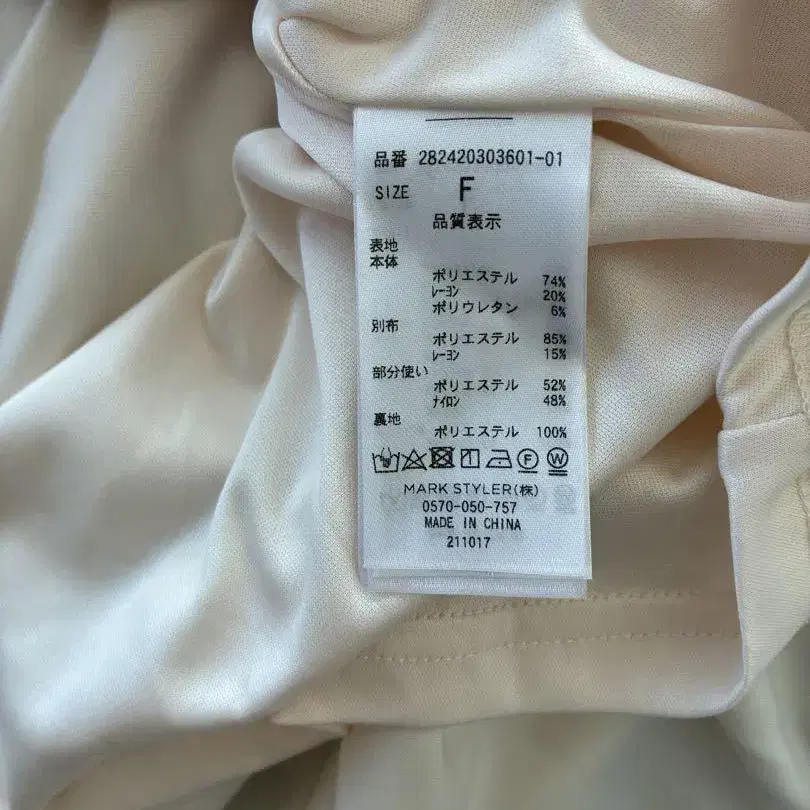 品番 282420303601-01
SIZE F
品質表示
表地
本体
ポリエステル 74%
レーヨン 20%
ポリウレタン 6%
別布
ポリエステル 85%
レーヨン 15%
部分使い
ポリエステル 52%
ナイロン 48%
裏地
ポリエステル 100%
F W
MARK STYLER(株)
0570-050-757
MADE IN CHINA
211017